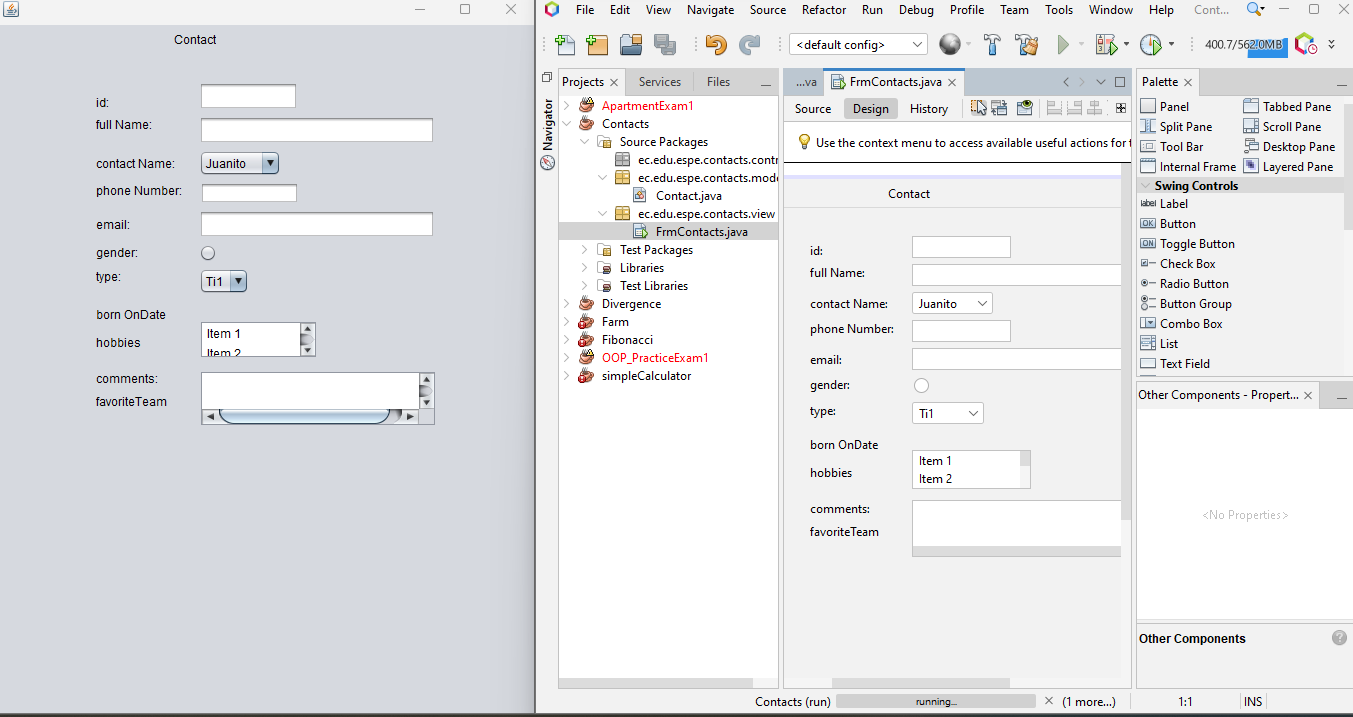 Contact
id:
full Name:
contact Name: Juanito
phone Number:
email:
gender:
type: Ti1
born OnDate
hobbies
Item 1
Item 2
comments:
favoriteTeam
File Edit View Navigate Source Refactor Run Debug Profile Team Tools Window Help Cont...
<default config>
400.7/562.0MB
Projects Services Files
Navigator
ApartmentExam1
Contacts
Source Packages
ec.edu.espe.contacts.contr
ec.edu.espe.contacts.mode
Contact.java
ec.edu.espe.contacts.view
FrmContacts.java
Test Packages
Libraries
Test Libraries
Divergence
Farm
Fibonacci
OOP_PracticeExam1
simpleCalculator
...va FrmContacts.java
Source Design History
Use the context menu to access available useful actions for t
Contact
id:
full Name:
contact Name: Juanito
phone Number:
email:
gender:
type: Ti1
born OnDate
hobbies
Item 1
Item 2
comments:
favoriteTeam
Palette
Panel Tabbed Pane
Split Pane Scroll Pane
Tool Bar Desktop Pane
Internal Frame Layered Pane
Swing Controls
label Label
OK Button
ON Toggle Button
Check Box
Radio Button
Button Group
Combo Box
List
Text Field
Other Components - Propert...
<No Properties>
Other Components
Contacts (run) running... (1 more...) 1:1 INS